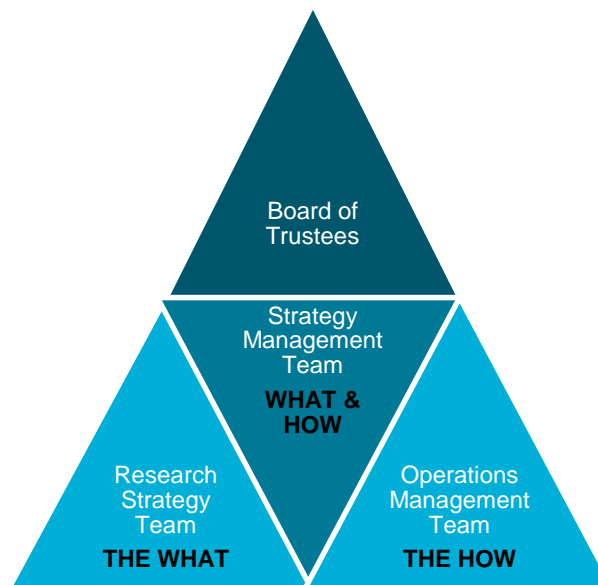 Board of
Trustees
Strategy
Management
Team
WHAT &
HOW
Research
Strategy
Team
THE WHAT
Operations
Management
Team
THE HOW